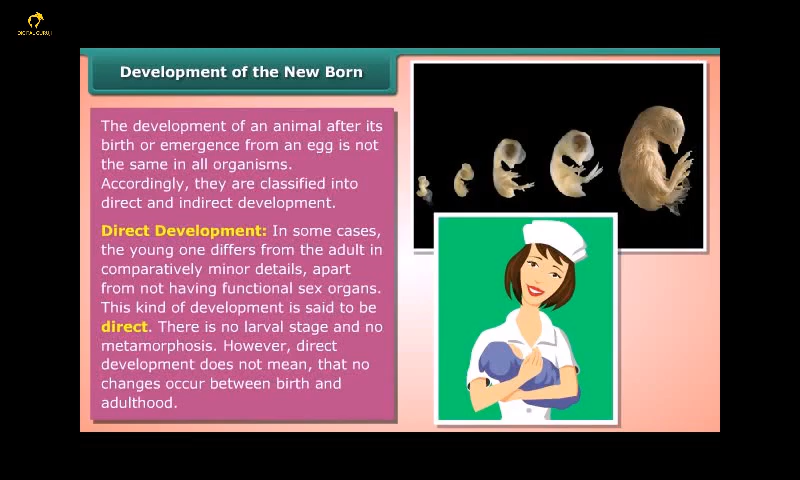 DIGITAL GURUJI
Development of the New Born
The development of an animal after its
birth or emergence from an egg is not
the same in all organisms.
Accordingly, they are classified into
direct and indirect development.
Direct Development: In some cases,
the young one differs from the adult in
comparatively minor details, apart
from not having functional sex organs.
This kind of development is said to be
direct. There is no larval stage and no
metamorphosis. However, direct
development does not mean, that no
changes occur between birth and
adulthood.